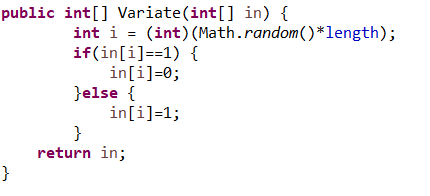 public int[] Variate(int[] in) {
int i = (int)(Math.random()*length);
if(in[i]==1) {
in[i]=0;
}else {
in[i]=1;
}
return in;
}